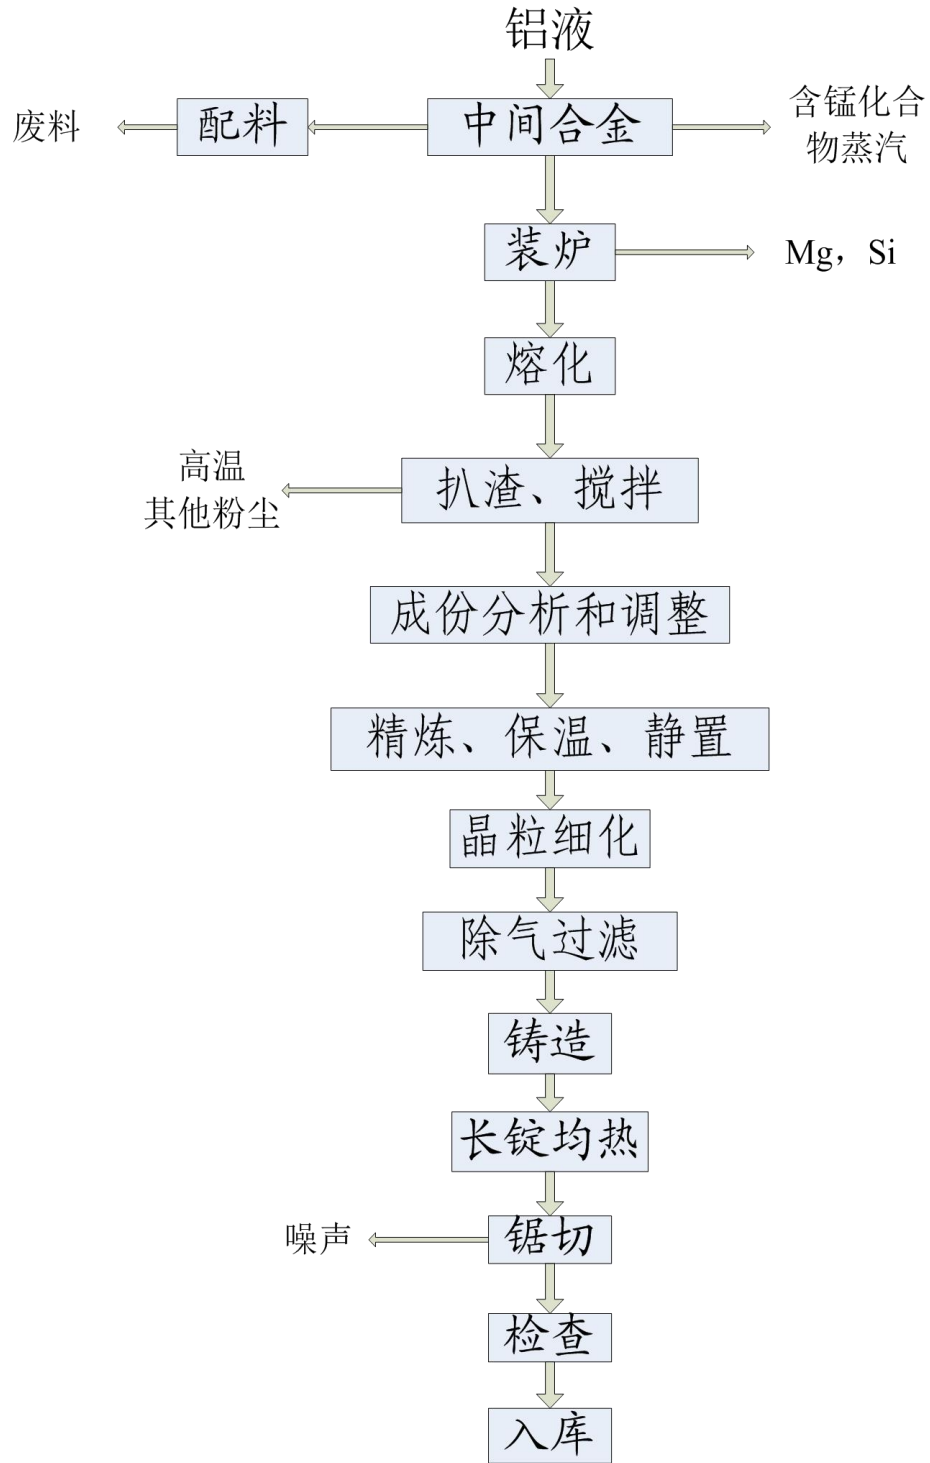 铝液
废料
配料
中间合金
含锰化合
物蒸汽
装炉
Mg，Si
熔化
高温
其他粉尘
扒渣、搅拌
成份分析和调整
精炼、保温、静置
晶粒细化
除气过滤
铸造
长锭均热
噪声
锯切
检查
入库